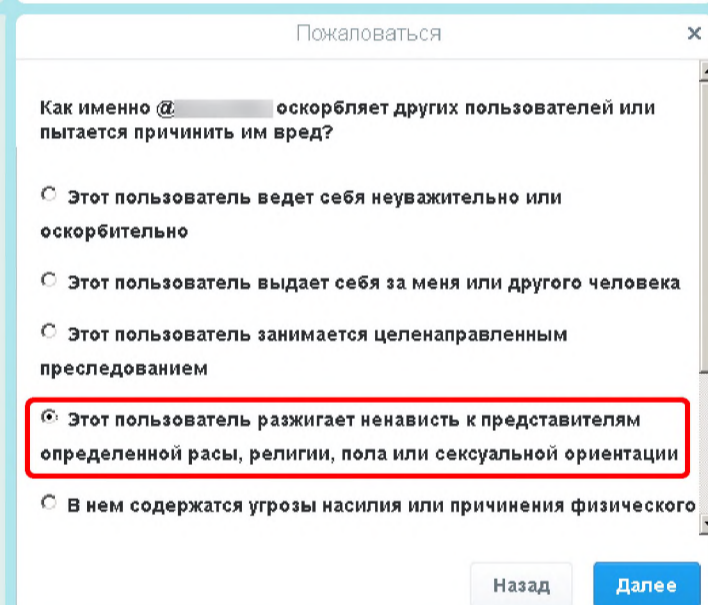 Пожаловаться
Как именно @ оскорбляет других пользователей или
пытается причинить им вред?
Этот пользователь ведет себя неуважительно или
оскорбительно
Этот пользователь выдает себя за меня или другого человека
Этот пользователь занимается целенаправленным
преследованием
Этот пользователь разжигает ненависть к представителям
определенной расы, религии, пола или сексуальной ориентации
В нем содержатся угрозы насилия или причинения физического
Назад
Далее